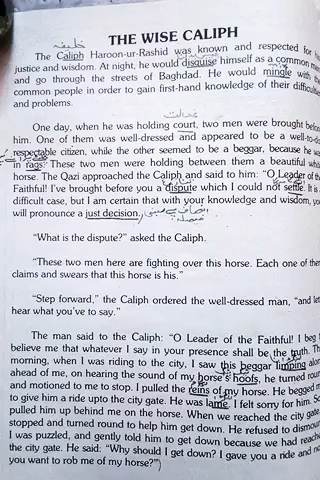 THE WISE CALIPH
خلیفہ
The Caliph Haroon-ur-Rashid was known and respected for
justice and wisdom. At night, he would disguise himself as a common
and go through the streets of Baghdad. He would mingle with
common people in order to gain first-hand knowledge of their
and problems.
عدالت
One day, when he was holding court, two men were brought before
him. One of them was well-dressed and appeared to be a well-to-do
respectable citizen, while the other seemed to be a beggar, because he
in rags. These two men were holding between them a beautiful
horse. The Qazi approached the Caliph and said to him: "O Leader of the
Faithful! I've brought before you a dispute which I could not settle. It is
difficult case, but I am certain that with your knowledge and wisdom, you
will pronounce a just decision.
"What is the dispute?" asked the Caliph.
"These two men here are fighting over this horse. Each one of them
claims and swears that this horse is his."
"Step forward," the Caliph ordered the well-dressed man, "and let
hear what you've to say."
The man said to the Caliph: "O Leader of the Faithful! I beg
believe me that whatever I say in your presence shall be the truth.
morning, when I was riding to the city, I saw this beggar limping
ahead of me, on hearing the sound of my horse's hoofs, he turned
and motioned to me to stop. I pulled the reins of my horse. He begged
to give him a ride upto the city gate. He was lame. I felt sorry for him. So
pulled him up behind me on the horse. When we reached the city gate,
stopped and turned round to help him get down. He refused to
I was puzzled, and gently told him to get down because we had
the city gate. He said: "Why should I get down? I gave you a ride and
you want to rob me of my horse?"